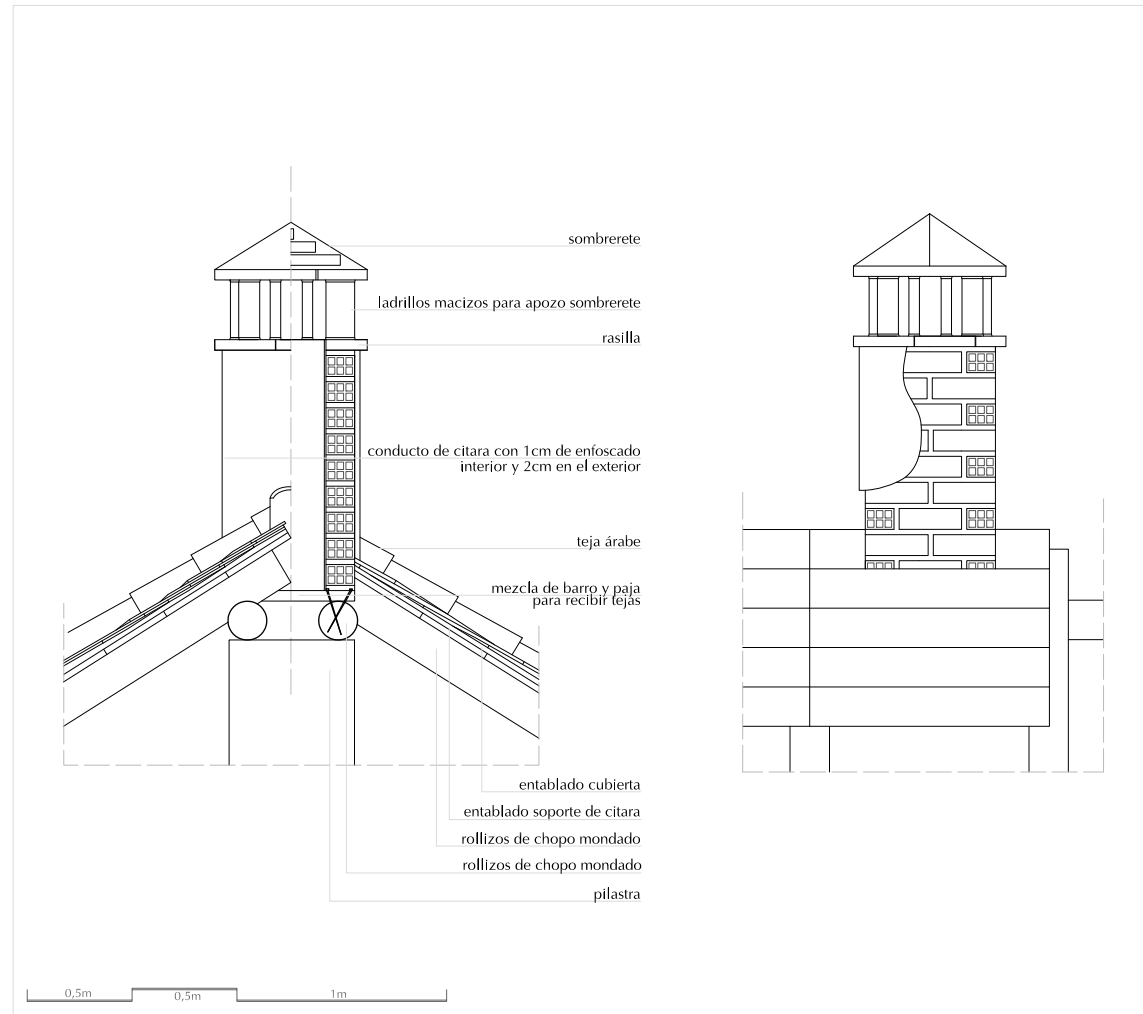 sombrerete
ladrillos macizos para apozo sombrerete
rasilla
conducto de citara con 1cm de enfoscado
interior y 2cm en el exterior
teja árabe
mezcla de barro y paja
para recibir tejas
entablado cubierta
entablado soporte de citara
rollizos de chopo mondado
rollizos de chopo mondado
pilastra
0,5m
0,5m
1m